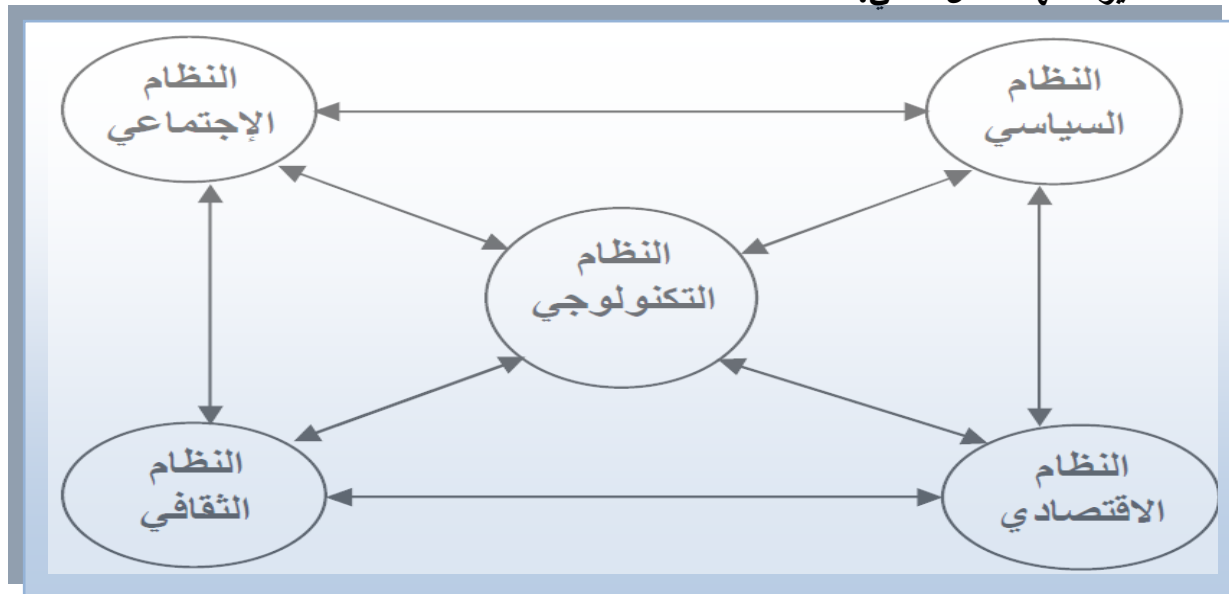 النظام
السياسي
النظام
الإجتماعي
النظام
التكنولوجي
النظام
الاقتصادي
النظام
الثقافي